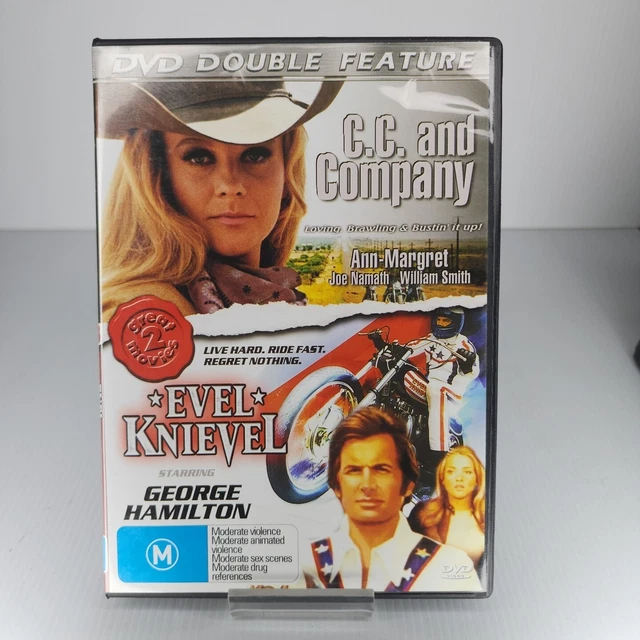 DVD DOUBLE FEATURE
C.C. and
Company
Loving, Brawling & Bustin' it up!
Ann-Margret
Joe Namath William Smith
Great
2
movies
LIVE HARD. RIDE FAST.
REGRET NOTHING.
EVEL
KNIEVEL
STARRING
GEORGE
HAMILTON
M
Moderate violence
Moderate animated
violence
Moderate sex scenes
Moderate drug
references
DVD
VIDEO